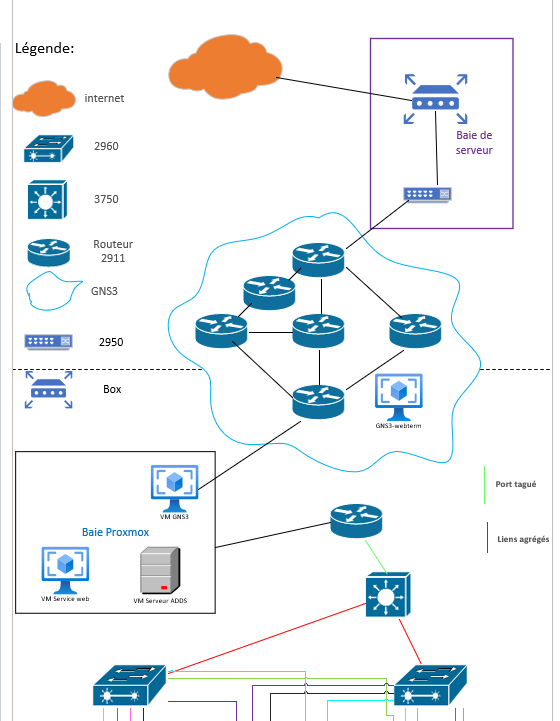 Légende:
internet
2960
3750
Routeur
2911
GNS3
2950
Box
Baie de
serveur
GNS3-webterm
VM GNS3
Baie Proxmox
VM Service web
VM Serveur ADDS
Port tagué
Liens agrégés